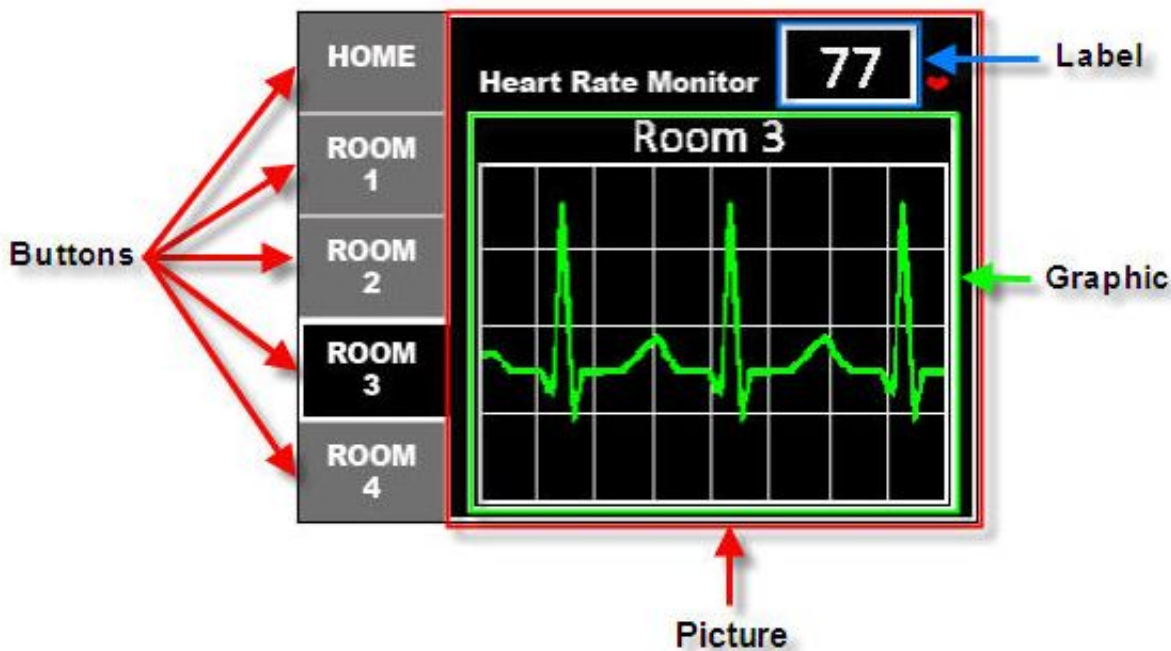 HOME
Heart Rate Monitor
77
Label
Room 3
ROOM
1
Buttons
ROOM
2
Graphic
ROOM
3
ROOM
4
Picture